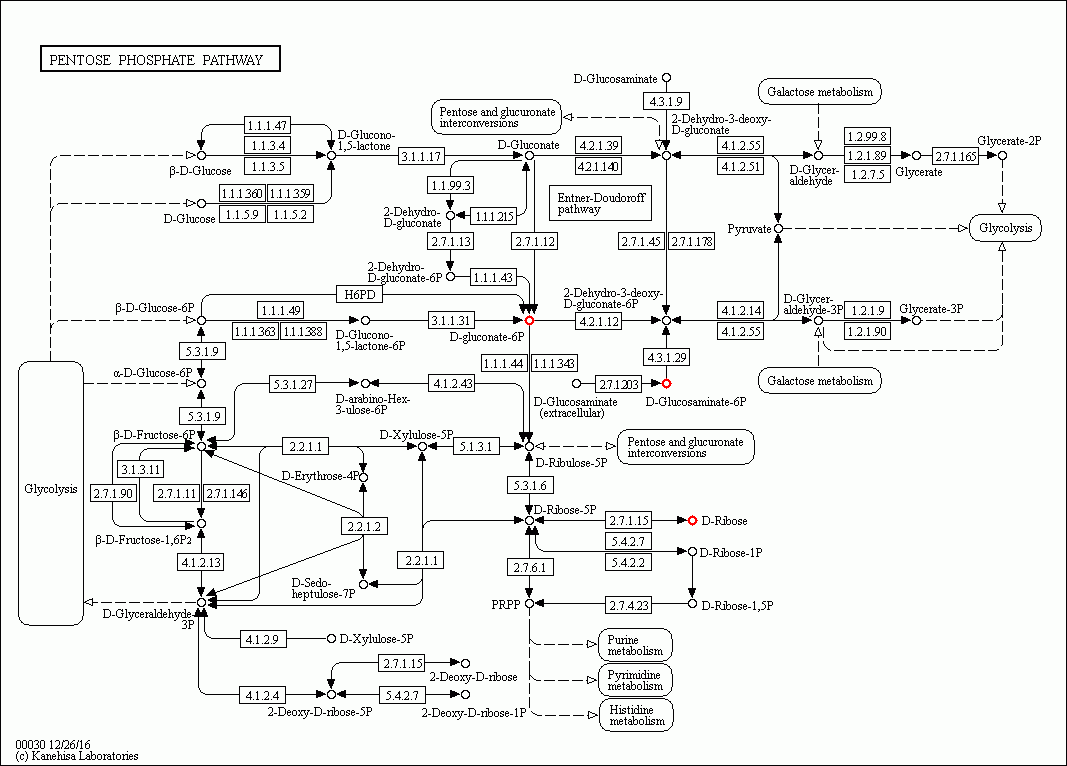 PENTOSE PHOSPHATE PATHWAY
D-Glucosaminate
4.3.1.9
Galactose metabolism
Pentose and glucuronate
interconversions
2-Dehydro-3-deoxy-
D-gluconate
1.1.1.47
D-Glucono-
1,5-lactone
1.1.3.4
1.1.3.5
β-D-Glucose
3.1.1.17
D-Gluconate
4.2.1.39
4.2.1.140
4.1.2.55
4.1.2.51
D-Glycer-
aldehyde
1.2.99.8
1.2.1.89
1.2.7.5
Glycerate
2.7.1.165
Glycerate-2P
1.1.1.360
1.1.1.359
1.1.5.9
1.1.5.2
D-Glucose
1.1.99.3
2-Dehydro-
D-gluconate
1.1.1.215
Entner-Doudoroff
pathway
2.7.1.13
2.7.1.12
2.7.1.45
2.7.1.178
Pyruvate
Glycolysis
2-Dehydro-
D-gluconate-6P
1.1.1.43
H6PD
2-Dehydro-3-deoxy-
D-gluconate-6P
D-Glycer-
aldehyde-3P
β-D-Glucose-6P
1.1.1.49
1.1.1.363
1.1.1.388
D-Glucono-
1,5-lactone-6P
3.1.1.31
D-gluconate-6P
4.2.1.12
4.1.2.14
4.1.2.55
1.2.1.9
1.2.1.90
Glycerate-3P
5.3.1.9
1.1.1.44
1.1.1.343
4.3.1.29
α-D-Glucose-6P
5.3.1.27
4.1.2.43
2.7.1.203
Galactose metabolism
D-arabino-Hex-
3-ulose-6P
D-Glucosaminate
(extracellular)
D-Glucosaminate-6P
5.3.1.9
β-D-Fructose-6P
2.2.1.1
D-Xylulose-5P
5.1.3.1
D-Ribulose-5P
Pentose and glucuronate
interconversions
3.1.3.11
D-Erythrose-4P
Glycolysis
2.7.1.90
2.7.1.11
2.7.1.146
5.3.1.6
β-D-Fructose-1,6P2
2.2.1.2
D-Ribose-5P
2.7.1.15
D-Ribose
5.4.2.7
5.4.2.2
D-Ribose-1P
4.1.2.13
2.2.1.1
2.7.6.1
D-Sedo-
heptulose-7P
PRPP
2.7.4.23
D-Ribose-1,5P
D-Glyceraldehyde-
3P
4.1.2.9
D-Xylulose-5P
Purine
metabolism
2.7.1.15
2-Deoxy-D-ribose
Pyrimidine
metabolism
4.1.2.4
2-Deoxy-D-ribose-5P
5.4.2.7
2-Deoxy-D-ribose-1P
Histidine
metabolism
00030 12/26/16
(c) Kanehisa Laboratories